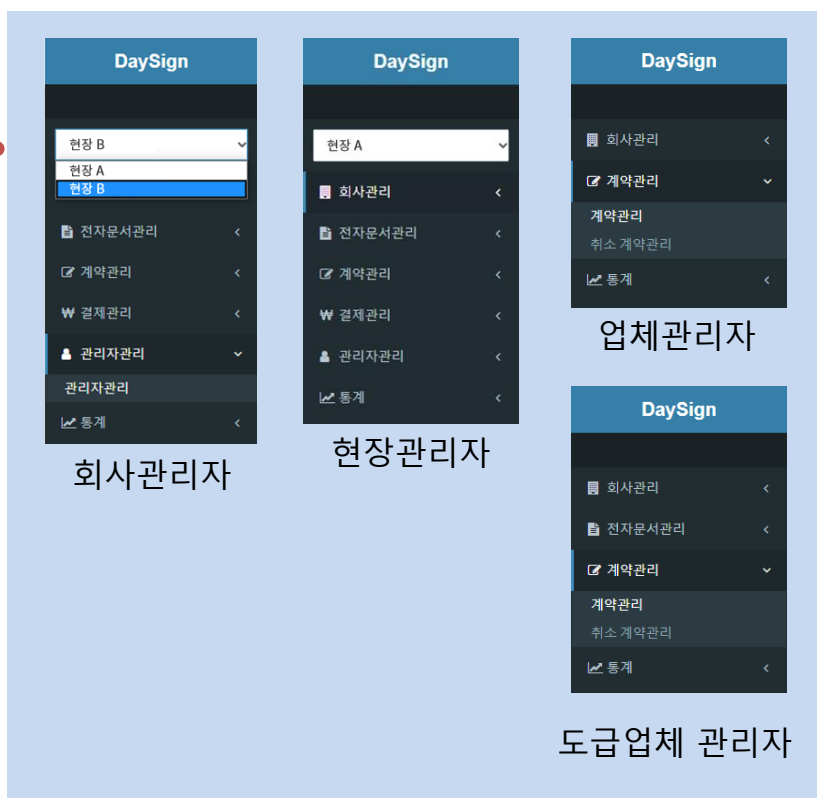 DaySign
현장 B
현장 A
현장 B
전자문서관리
계약관리
₩ 결제관리
관리자관리
관리자관리
통계
회사관리자
DaySign
현장 A
회사관리
전자문서관리
계약관리
₩ 결제관리
관리자관리
통계
현장관리자
DaySign
회사관리
계약관리
계약관리
취소 계약관리
통계
업체관리자
DaySign
회사관리
전자문서관리
계약관리
계약관리
취소 계약관리
통계
도급업체 관리자